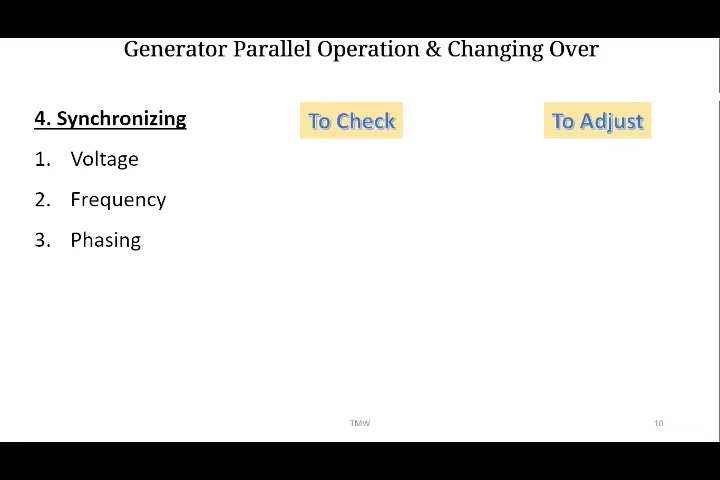 Generator Parallel Operation & Changing Over
4. Synchronizing
To Check
To Adjust
1. Voltage
2. Frequency
3. Phasing
TMW
10